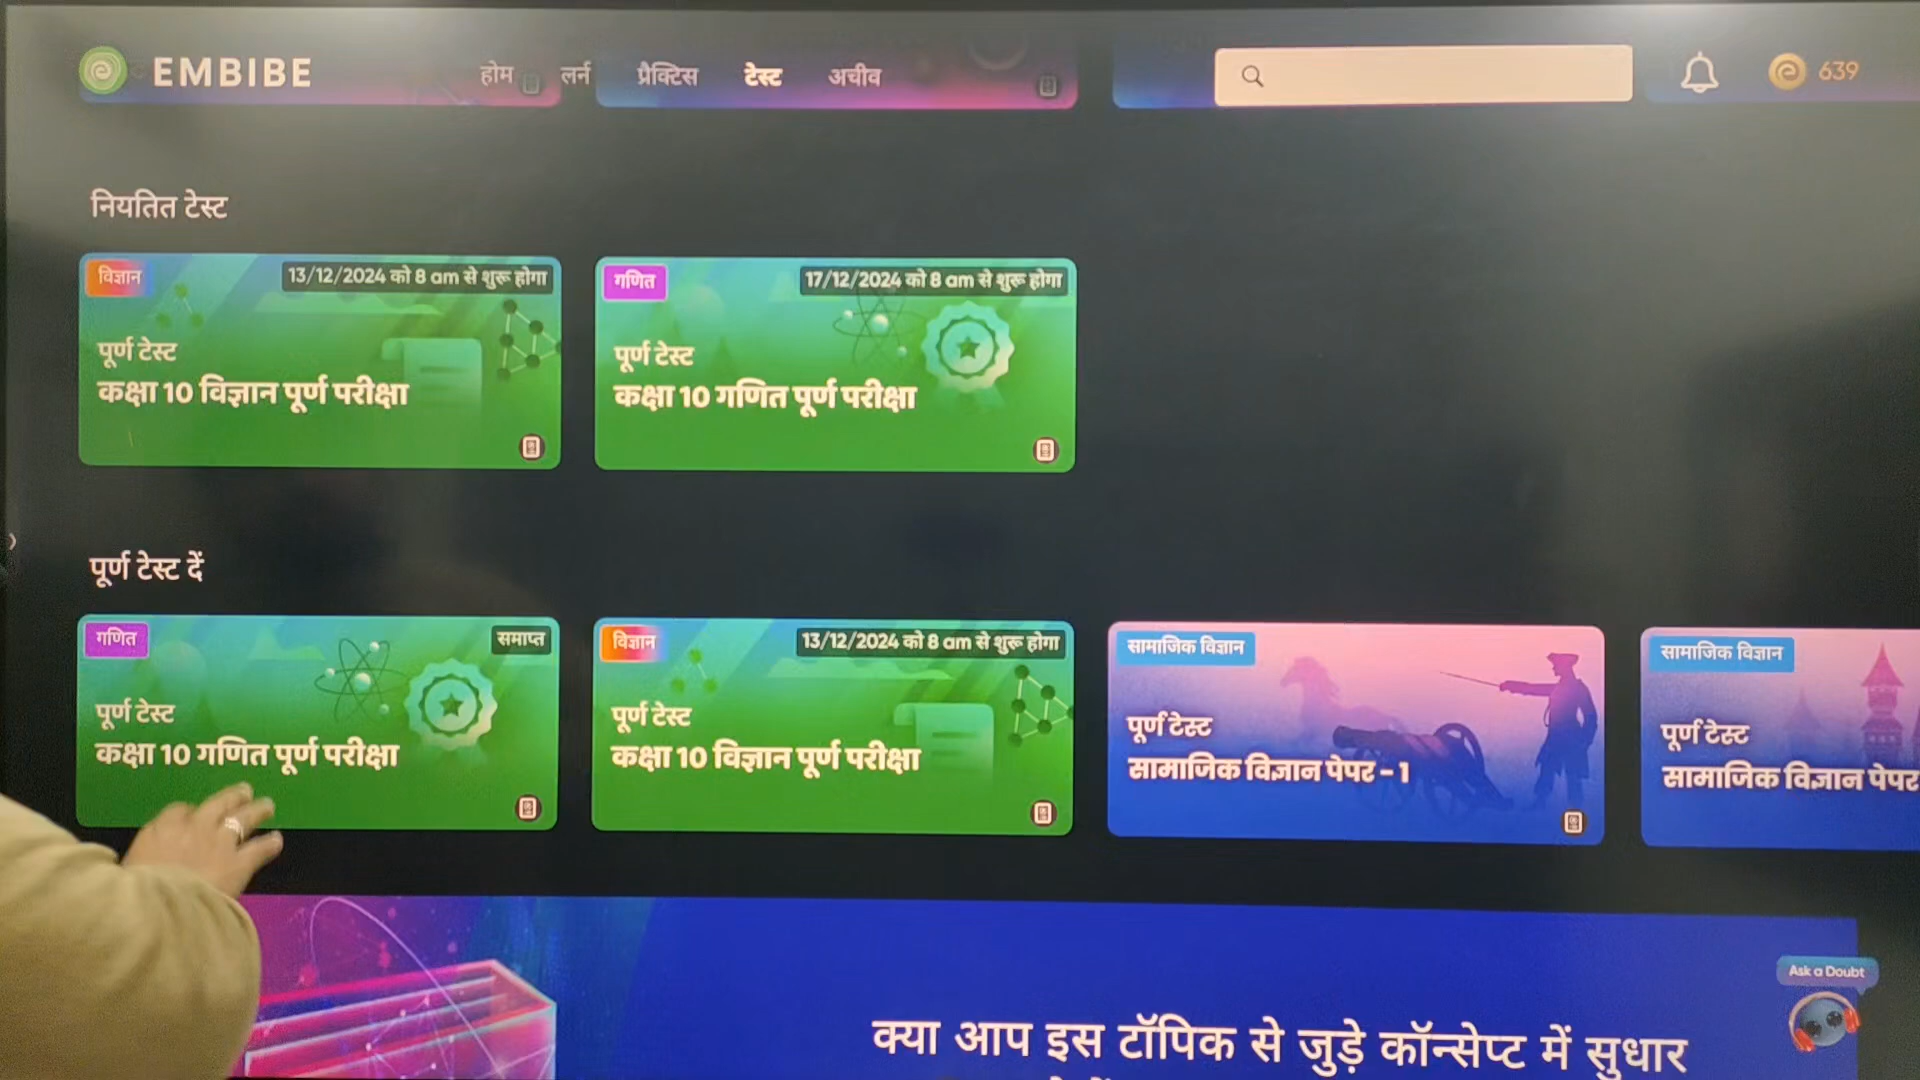 EMBIBE
होम लर्न प्रैक्टिस टेस्ट अचीव
639
नियतित टेस्ट
विज्ञान
13/12/2024 को 8 am से शुरू होगा
पूर्ण टेस्ट
कक्षा 10 विज्ञान पूर्ण परीक्षा
गणित
17/12/2024 को 8 am से शुरू होगा
पूर्ण टेस्ट
कक्षा 10 गणित पूर्ण परीक्षा
पूर्ण टेस्ट दें
गणित
समाप्त
पूर्ण टेस्ट
कक्षा 10 गणित पूर्ण परीक्षा
विज्ञान
13/12/2024 को 8 am से शुरू होगा
पूर्ण टेस्ट
कक्षा 10 विज्ञान पूर्ण परीक्षा
सामाजिक विज्ञान
पूर्ण टेस्ट
सामाजिक विज्ञान पेपर - 1
सामाजिक विज्ञान
पूर्ण टेस्ट
सामाजिक विज्ञान पेपर
Ask a Doubt
क्या आप इस टॉपिक से जुड़े कॉन्सेप्ट में सुधार